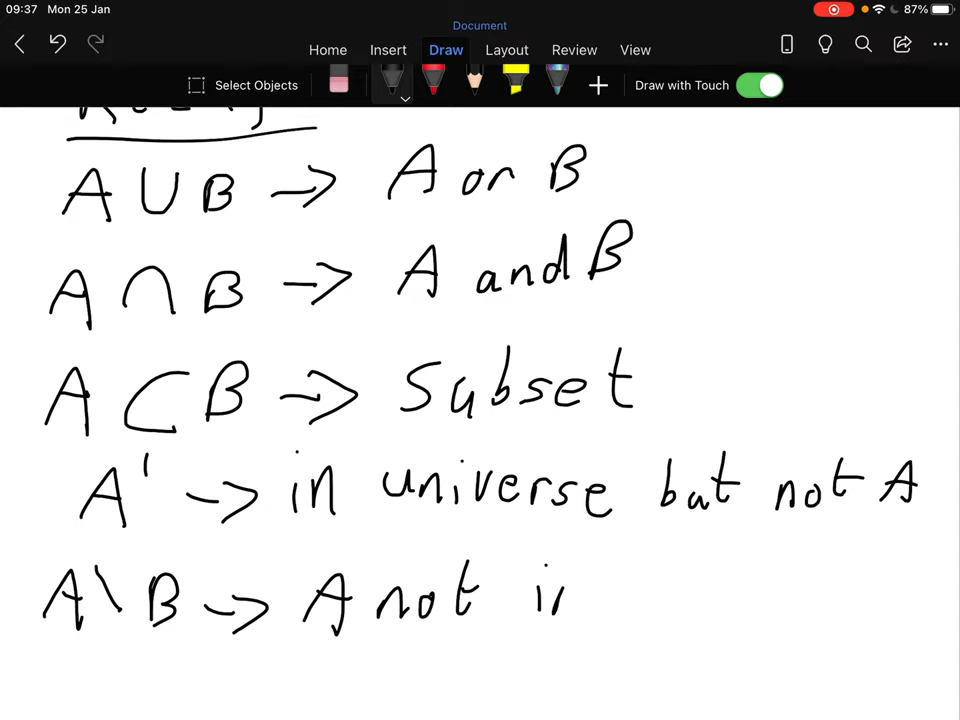 09:37 Mon 25 Jan
87%
Document
Home Insert Draw Layout Review View
Select Objects
Draw with Touch
A ∪ B → A or B
A ∩ B → A and B
A ⊂ B → Subset
A' → in universe but not A
A \ B → A not